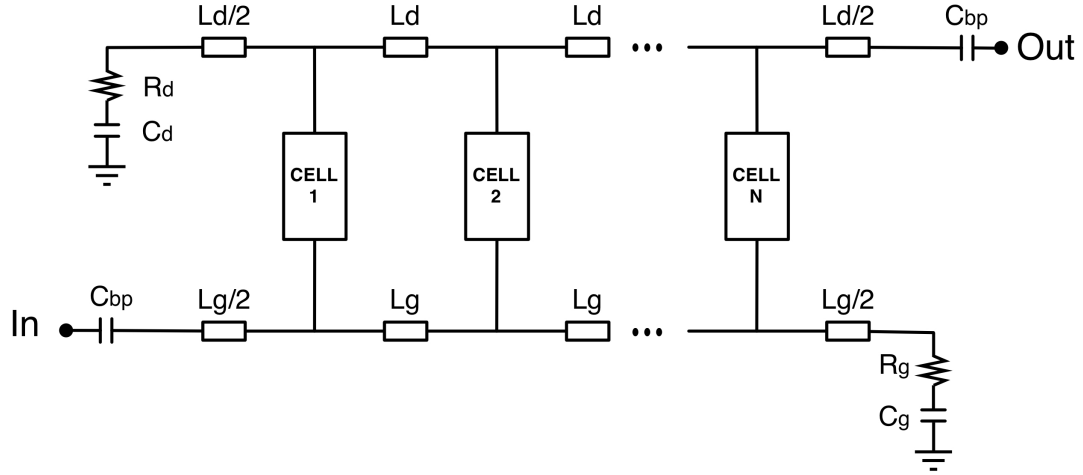 Ld/2 Ld Ld Ld/2 Cbp
Out
Rd
Cd
CELL CELL CELL
1 2 N
Cbp Lg/2 Lg Lg Lg/2
In
Rg
Cg